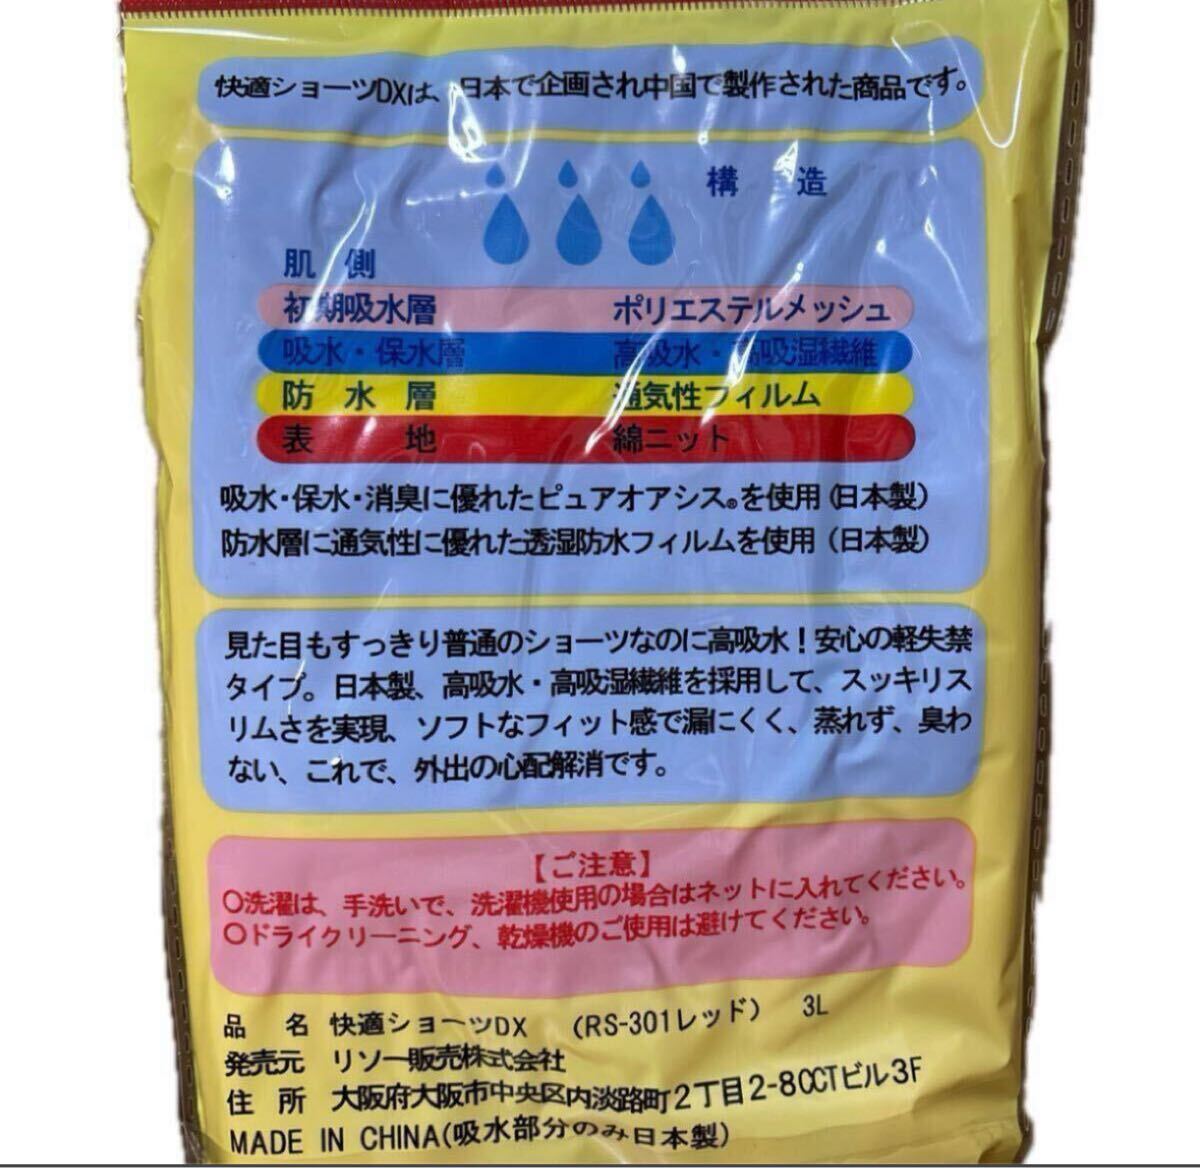 快適ショーツDXは、日本で企画され中国で製作された商品です。
構　造
肌　側
初期吸水層　ポリエステルメッシュ
吸水・保水層　高吸水・高吸湿繊維
防　水　層　通気性フィルム
表　　　地　綿ニット
吸水・保水・消臭に優れたピュアオアシス®を使用（日本製）
防水層に通気性に優れた透湿防水フィルムを使用（日本製）
見た目もすっきり普通のショーツなのに高吸水！安心の軽失禁
タイプ。日本製、高吸水・高吸湿繊維を採用して、スッキリス
リムさを実現、ソフトなフィット感で漏にくく、蒸れず、臭わ
ない、これで、外出の心配解消です。
【ご注意】
○洗濯は、手洗いで、洗濯機使用の場合はネットに入れてください。
○ドライクリーニング、乾燥機のご使用は避けてください。
品　名　快適ショーツDX　（RS-301レッド）　3L
発売元　リソー販売株式会社
住　所　大阪府大阪市中央区内淡路町2丁目2-8OCTビル3F
MADE IN CHINA(吸水部分のみ日本製)